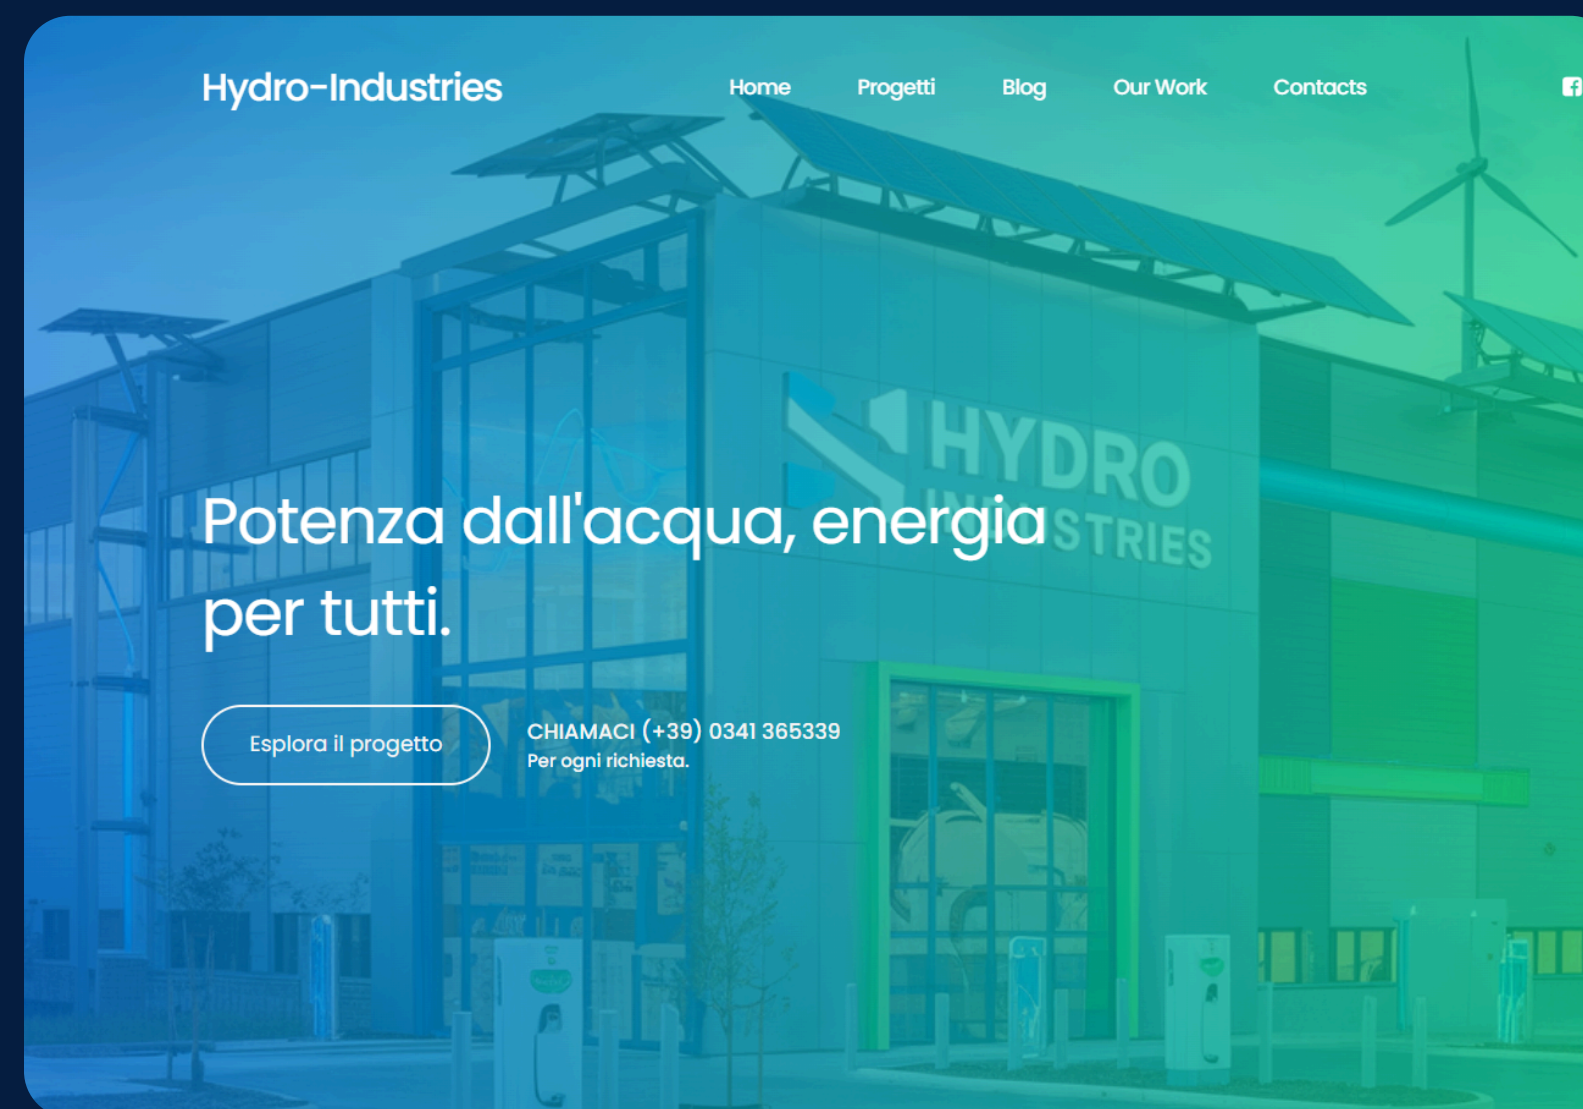 Hydro-Industries
Home
Progetti
Blog
Our Work
Contacts
HYDRO
INDUSTRIES
Potenza dall'acqua, energia
per tutti.
Esplora il progetto
CHIAMACI (+39) 0341 365339
Per ogni richiesta.